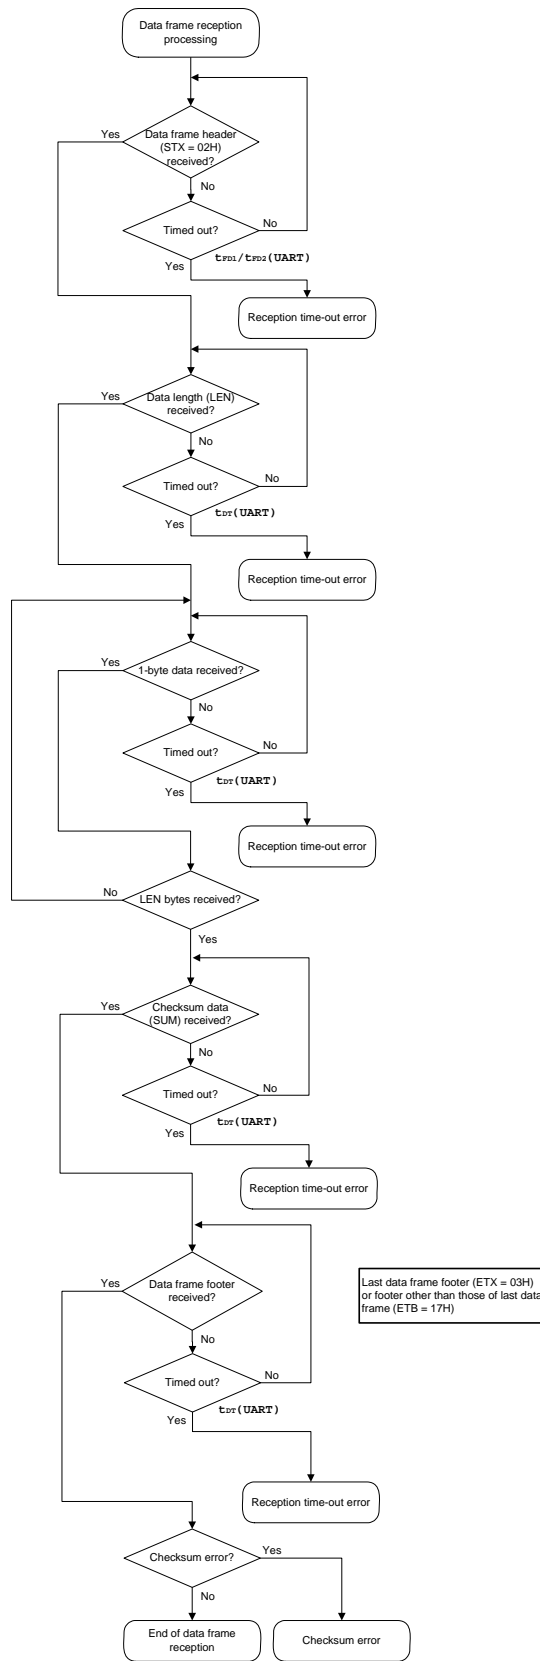 Data frame reception
processing
Yes
Data frame header
(STX = 02H)
received?
No
Timed out?
No
tFD1/tFD2(UART)
Yes
Reception time-out error
Yes
Data length (LEN)
received?
No
Timed out?
No
tDT(UART)
Yes
Reception time-out error
Yes
1-byte data received?
No
Timed out?
No
tDT(UART)
Yes
Reception time-out error
No
LEN bytes received?
Yes
Yes
Checksum data
(SUM) received?
No
Timed out?
No
tDT(UART)
Yes
Reception time-out error
Yes
Data frame footer
received?
Last data frame footer (ETX = 03H)
or footer other than those of last data
frame (ETB = 17H)
No
Timed out?
No
tDT(UART)
Yes
Reception time-out error
Checksum error?
Yes
No
End of data frame
reception
Checksum error